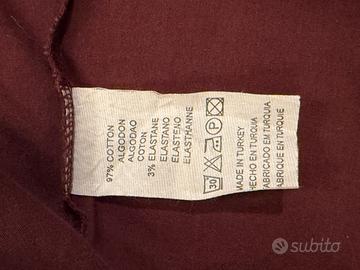 97% COTTON
ALGODON
ALGODAO
COTON
3% ELASTANE
ELASTANO
ELASTENO
ELASTHANNE
30
P
MADE IN TURKEY
HECHO EN TURQUIA
FABRICADO EM TURQUIA
FABRIQUE EN TURQUIE
subito